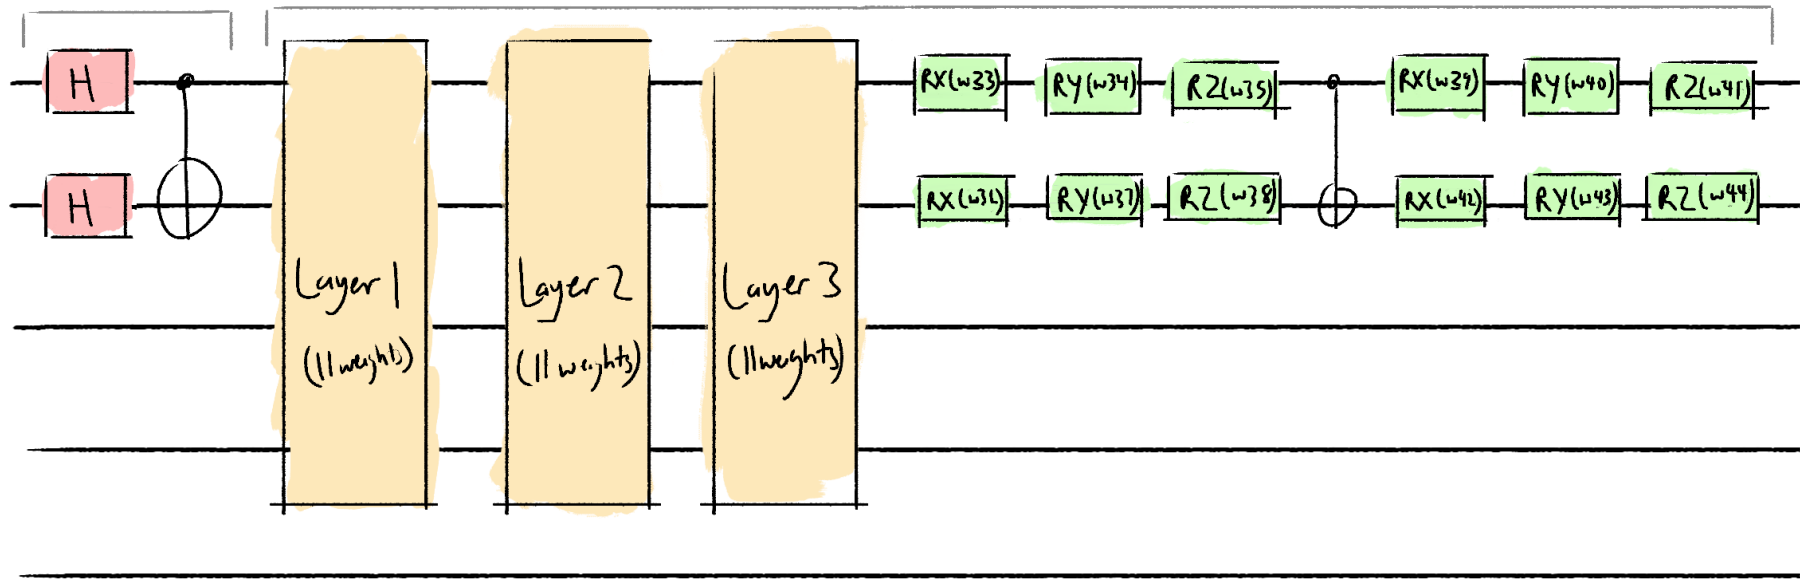 H
RX(w33) RY(w34) RZ(w35) RX(w39) RY(w40) RZ(w41)
H
RX(w36) RY(w37) RZ(w38) RX(w42) RY(w43) RZ(w44)
Layer 1
(11 weights)
Layer 2
(11 weights)
Layer 3
(11 weights)